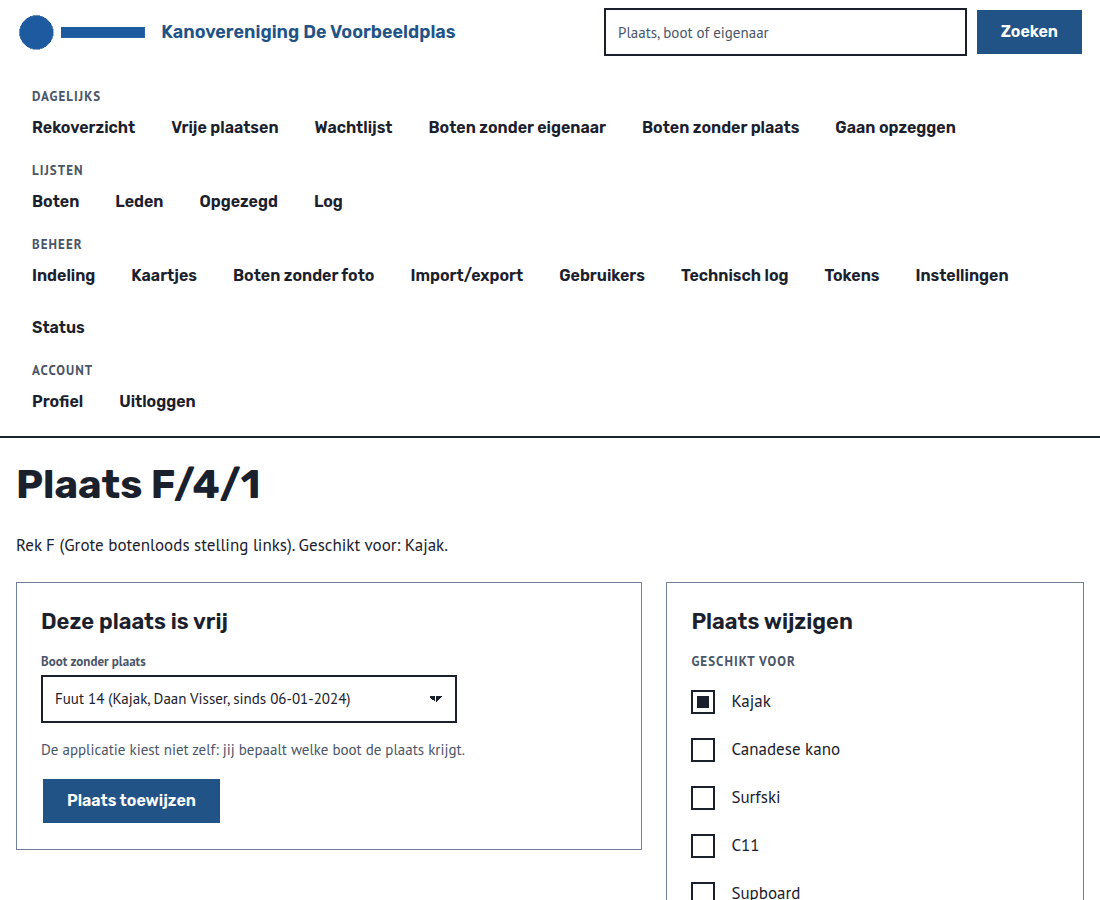 Kanovereniging De Voorbeeldplas
Plaats, boot of eigenaar
Zoeken
DAGELIJKS
Rekoverzicht Vrije plaatsen Wachtlijst Boten zonder eigenaar Boten zonder plaats Gaan opzeggen
LIJSTEN
Boten Leden Opgezegd Log
BEHEER
Indeling Kaartjes Boten zonder foto Import/export Gebruikers Technisch log Tokens Instellingen
Status
ACCOUNT
Profiel Uitloggen
Plaats F/4/1
Rek F (Grote botenloods stelling links). Geschikt voor: Kajak.
Deze plaats is vrij
Boot zonder plaats
Fuut 14 (Kajak, Daan Visser, sinds 06-01-2024)
De applicatie kiest niet zelf: jij bepaalt welke boot de plaats krijgt.
Plaats toewijzen
Plaats wijzigen
GESCHIKT VOOR
Kajak
Canadese kano
Surfski
C11
Supboard